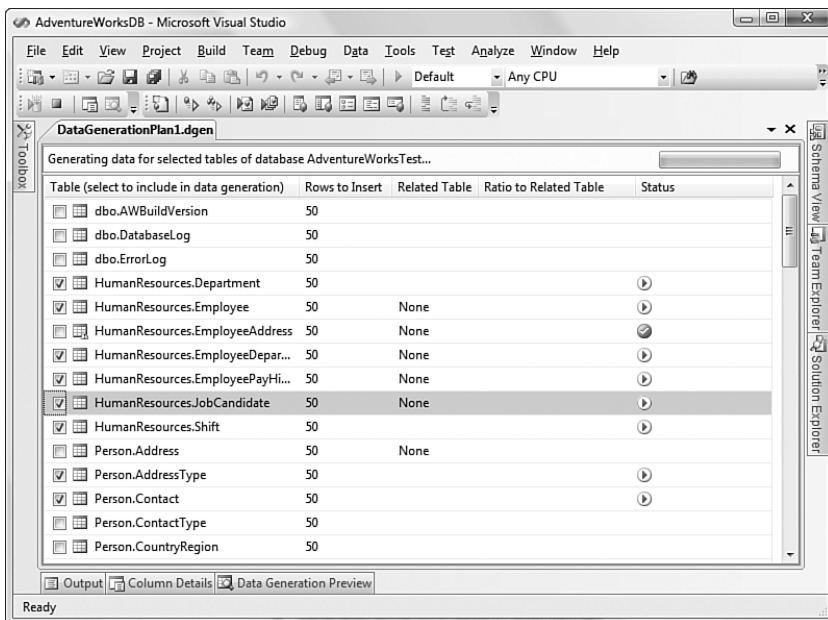 AdventureWorksDB - Microsoft Visual Studio
File Edit View Project Build Team Debug Data Tools Test Analyze Window Help
Default Any CPU
Toolbox
DataGenerationPlan1.dgen
Generating data for selected tables of database AdventureWorksTest...
Table (select to include in data generation) Rows to Insert Related Table Ratio to Related Table Status
dbo.AWBuildVersion 50
dbo.DatabaseLog 50
dbo.ErrorLog 50
HumanResources.Department 50
HumanResources.Employee 50 None
HumanResources.EmployeeAddress 50 None
HumanResources.EmployeeDepar... 50 None
HumanResources.EmployeePayHi... 50 None
HumanResources.JobCandidate 50 None
HumanResources.Shift 50
Person.Address 50 None
Person.AddressType 50
Person.Contact 50
Person.ContactType 50
Person.CountryRegion 50
Schema View
Team Explorer
Solution Explorer
Output Column Details Data Generation Preview
Ready